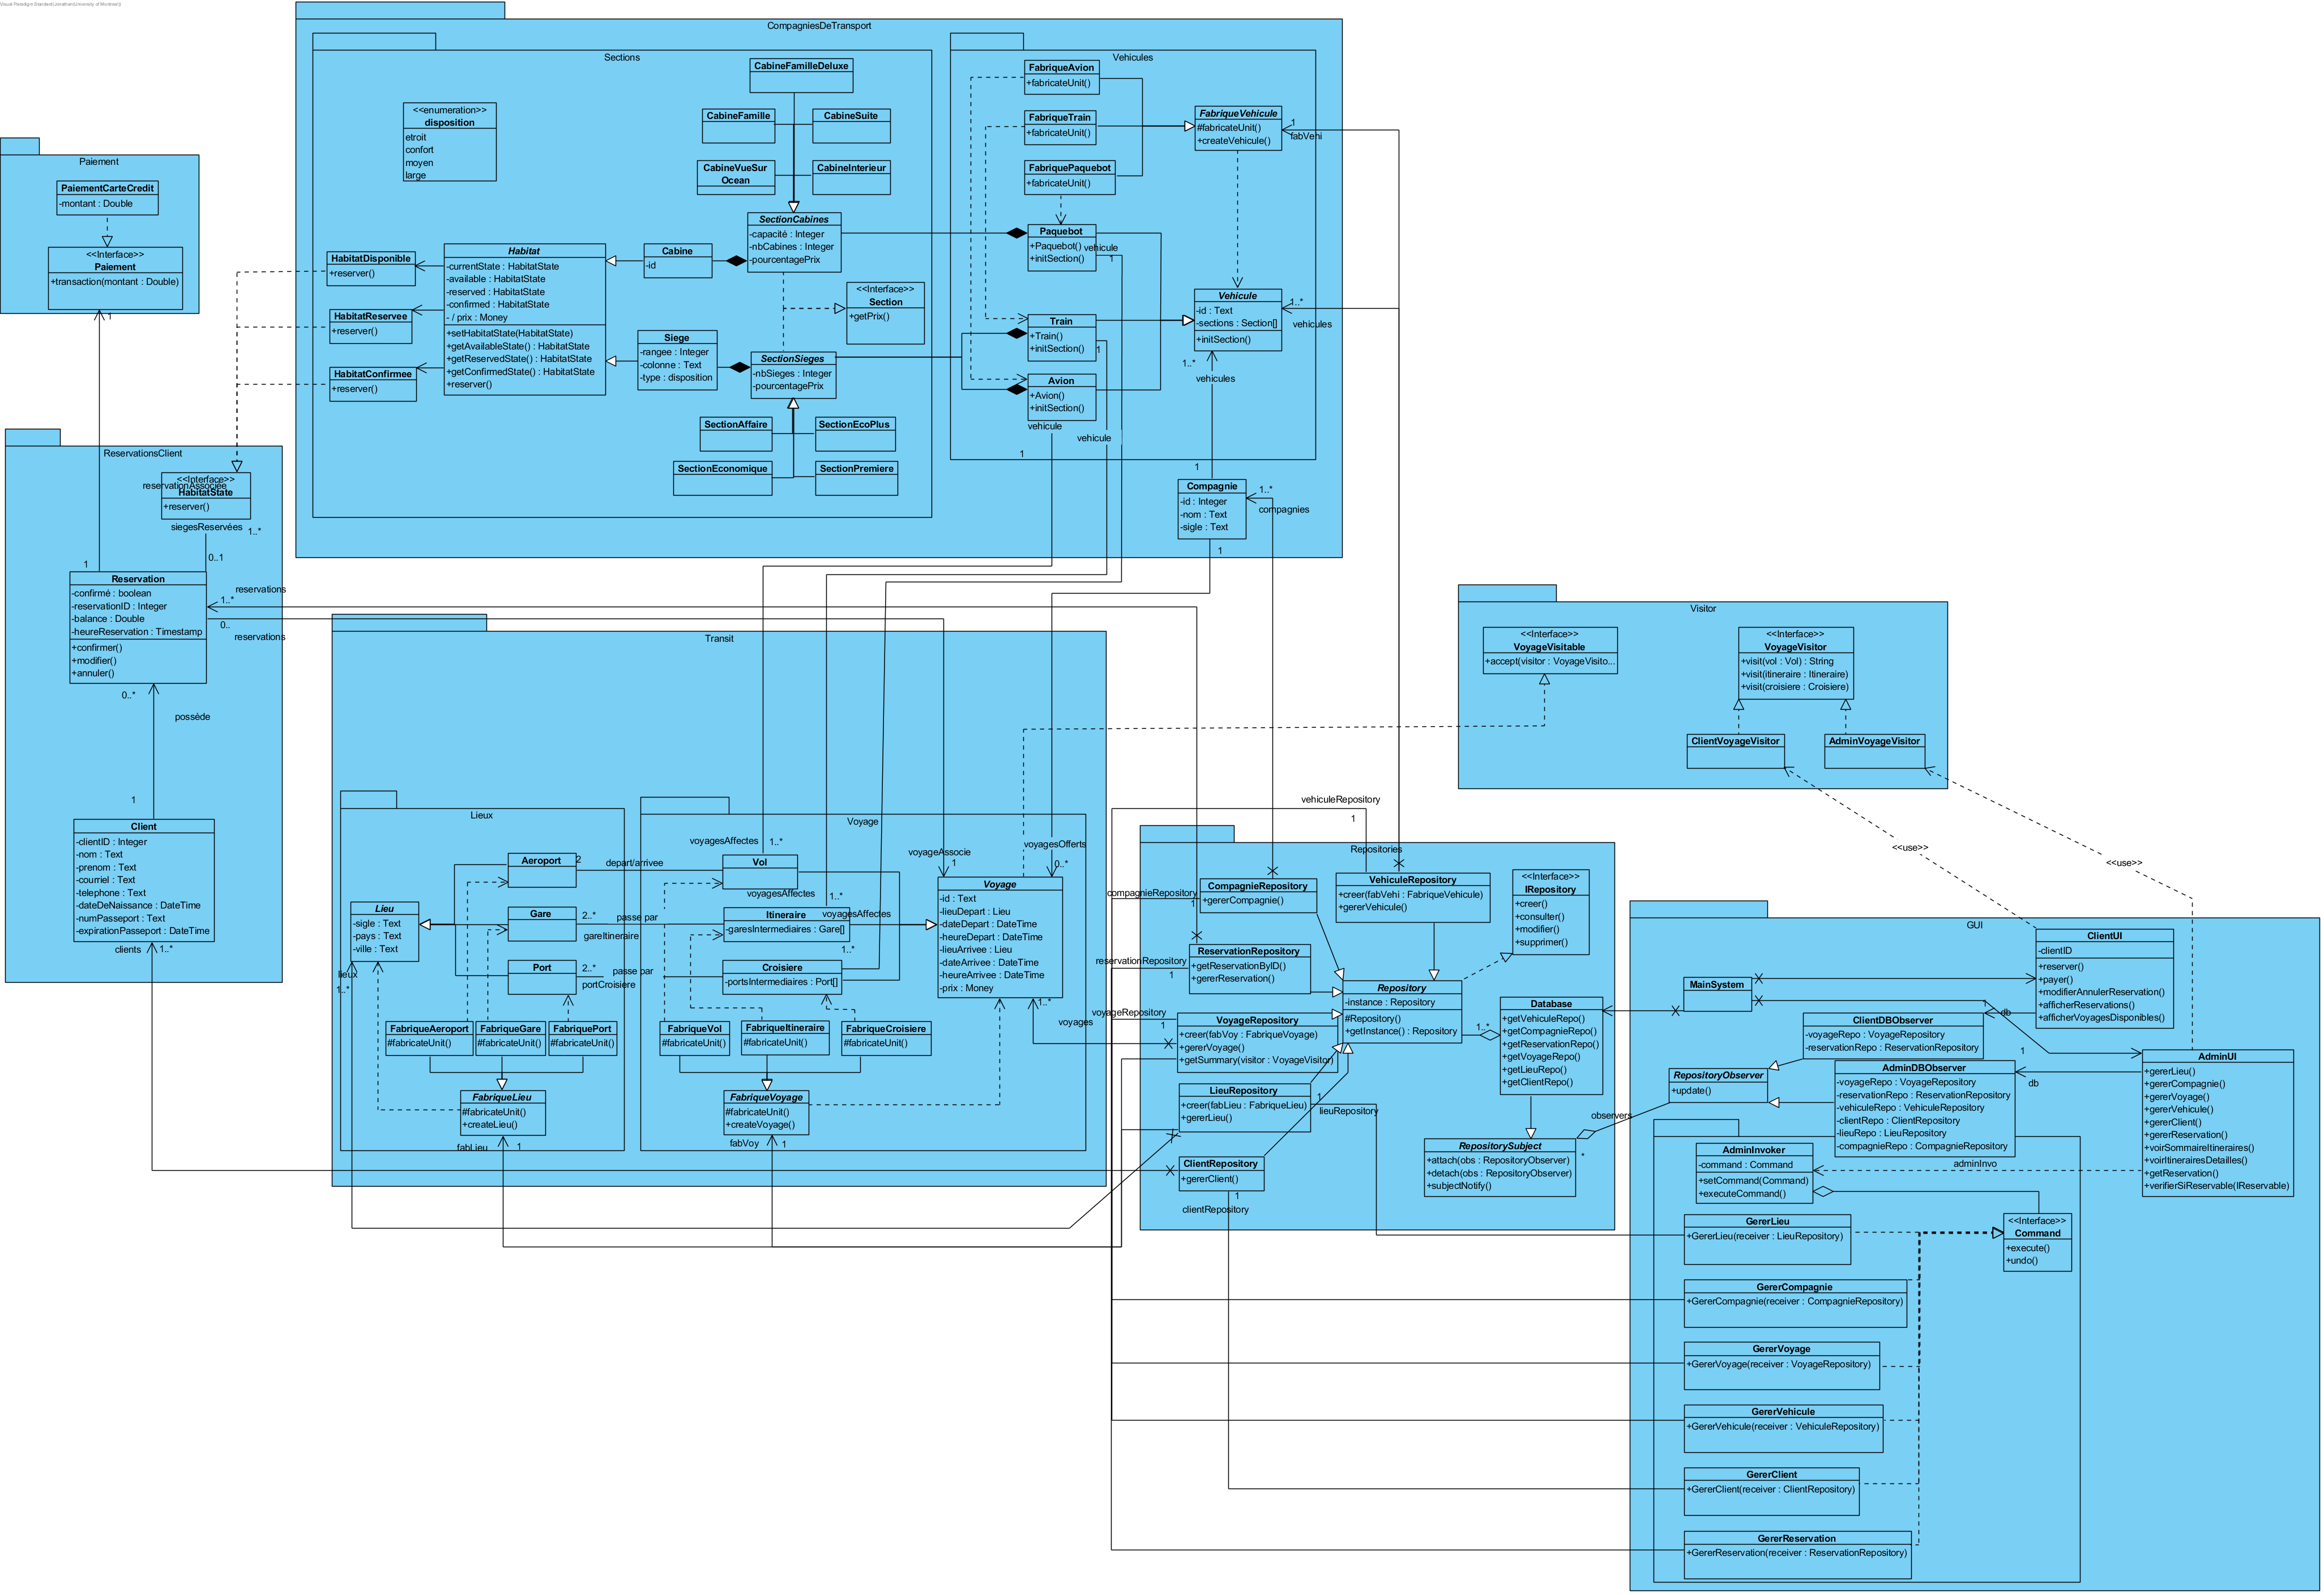 Visual Paradigm Standard(Jonathan(University of Montreal))
CompagniesDeTransport
Sections
<<enumeration>>
disposition
etroit
confort
moyen
large
CabineFamilleDeluxe
CabineFamille
CabineSuite
CabineVueSur
Ocean
CabineInterieur
SectionCabines
-capacité : Integer
-nbCabines : Integer
-pourcentagePrix
Cabine
-id
Habitat
-currentState : HabitatState
-available : HabitatState
-reserved : HabitatState
-confirmed : HabitatState
- / prix : Money
+setHabitatState(HabitatState)
+getAvailableState() : HabitatState
+getReservedState() : HabitatState
+getConfirmedState() : HabitatState
+reserver()
HabitatDisponible
+reserver()
HabitatReservee
+reserver()
HabitatConfirmee
+reserver()
<<Interface>>
Section
+getPrix()
Siege
-rangee : Integer
-colonne : Text
-type : disposition
SectionSieges
-nbSieges : Integer
-pourcentagePrix
SectionAffaire
SectionEcoPlus
SectionEconomique
SectionPremiere
Vehicules
FabriqueAvion
+fabricateUnit()
FabriqueTrain
+fabricateUnit()
FabriquePaquebot
+fabricateUnit()
FabriqueVehicule
#fabricateUnit()
+createVehicule()
1
fabVehi
Paquebot
+Paquebot()
+initSection()
vehicule
1
Train
+Train()
+initSection()
1
Avion
+Avion()
+initSection()
vehicule
vehicule
1
Vehicule
-id : Text
-sections : Section[]
+initSection()
1..*
vehicules
1..*
vehicules
1
Compagnie
-id : Integer
-nom : Text
-sigle : Text
1..*
compagnies
1
Paiement
PaiementCarteCredit
-montant : Double
<<Interface>>
Paiement
+transaction(montant : Double)
1
ReservationsClient
<<Interface>>
HabitatState
+reserver()
reservationAssociée
siegesReservées
1..*
0..1
1
Reservation
-confirmé : boolean
-reservationID : Integer
-balance : Double
-heureReservation : Timestamp
+confirmer()
+modifier()
+annuler()
reservations
1..*
0..
reservations
0..*
possède
1
Client
-clientID : Integer
-nom : Text
-prenom : Text
-courriel : Text
-telephone : Text
-dateDeNaissance : DateTime
-numPasseport : Text
-expirationPasseport : DateTime
clients
1..*
Transit
Lieux
Aeroport
2
depart/arrivee
Gare
2..*
passe par
gareItineraire
Port
2..*
passe par
portCroisiere
Lieu
-sigle : Text
-pays : Text
-ville : Text
lieux
1..*
FabriqueAeroport
#fabricateUnit()
FabriqueGare
#fabricateUnit()
FabriquePort
#fabricateUnit()
FabriqueLieu
#fabricateUnit()
+createLieu()
fabLieu
1
Voyage
voyagesAffectes
1..*
Vol
voyagesAffectes
1..*
Itineraire
-garesIntermediaires : Gare[]
voyagesAffectes
1..*
Croisiere
-portsIntermediaires : Port[]
voyageAssocie
1
voyagesOfferts
0..*
Voyage
-id : Text
-lieuDepart : Lieu
-dateDepart : DateTime
-heureDepart : DateTime
-lieuArrivee : Lieu
-dateArrivee : DateTime
-heureArrivee : DateTime
-prix : Money
1..*
voyages
FabriqueVol
#fabricateUnit()
FabriqueItineraire
#fabricateUnit()
FabriqueCroisiere
#fabricateUnit()
FabriqueVoyage
#fabricateUnit()
+createVoyage()
fabVoy
1
Visitor
<<Interface>>
VoyageVisitable
+accept(visitor : VoyageVisito...
<<Interface>>
VoyageVisitor
+visit(vol : Vol) : String
+visit(itineraire : Itineraire)
+visit(croisiere : Croisiere)
ClientVoyageVisitor
AdminVoyageVisitor
<<use>>
<<use>>
Repositories
vehiculeRepository
1
compagnieRepository
1
CompagnieRepository
+gererCompagnie()
VehiculeRepository
+creer(fabVehi : FabriqueVehicule)
+gererVehicule()
<<Interface>>
IRepository
+creer()
+consulter()
+modifier()
+supprimer()
ReservationRepository
+getReservationByID()
+gererReservation()
reservationRepository
1
Repository
-instance : Repository
#Repository()
+getInstance() : Repository
1..*
Database
+getVehiculeRepo()
+getCompagnieRepo()
+getReservationRepo()
+getVoyageRepo()
+getLieuRepo()
+getClientRepo()
voyageRepository
1
VoyageRepository
+creer(fabVoy : FabriqueVoyage)
+gererVoyage()
+getSummary(visitor : VoyageVisitor)
LieuRepository
+creer(fabLieu : FabriqueLieu)
+gererLieu()
1
lieuRepository
ClientRepository
+gererClient()
1
clientRepository
RepositorySubject
+attach(obs : RepositoryObserver)
+detach(obs : RepositoryObserver)
+subjectNotify()
observers
*
GUI
MainSystem
ClientUI
-clientID
+reserver()
+payer()
+modifierAnnulerReservation()
+afficherReservations()
+afficherVoyagesDisponibles()
1
db
ClientDBObserver
-voyageRepo : VoyageRepository
-reservationRepo : ReservationRepository
RepositoryObserver
+update()
AdminDBObserver
-voyageRepo : VoyageRepository
-reservationRepo : ReservationRepository
-vehiculeRepo : VehiculeRepository
-clientRepo : ClientRepository
-lieuRepo : LieuRepository
-compagnieRepo : CompagnieRepository
1
db
AdminUI
+gererLieu()
+gererCompagnie()
+gererVoyage()
+gererVehicule()
+gererClient()
+gererReservation()
+voirSommaireItineraires()
+voirItinerairesDetailles()
+getReservation()
+verifierSiReservable(IReservable)
AdminInvoker
-command : Command
+setCommand(Command)
+executeCommand()
adminInvo
<<Interface>>
Command
+execute()
+undo()
GererLieu
+GererLieu(receiver : LieuRepository)
GererCompagnie
+GererCompagnie(receiver : CompagnieRepository)
GererVoyage
+GererVoyage(receiver : VoyageRepository)
GererVehicule
+GererVehicule(receiver : VehiculeRepository)
GererClient
+GererClient(receiver : ClientRepository)
GererReservation
+GererReservation(receiver : ReservationRepository)